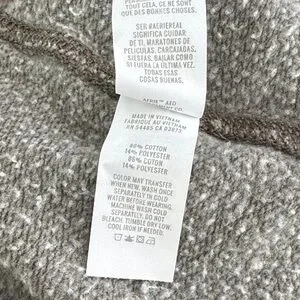 TOUT CELA, CE NE SONT
QUE DES BONNES CHOSES.
SER #AERIEREAL
SIGNIFICA CUIDAR
DE TI, MARATONES DE
PELICULAS, CARCAJADAS,
SIESTAS, BAILAR COMO
SI FUERA LA ÚLTIMA VEZ.
TODAS ESAS
COSAS BUENAS.
AERIE™ AEO
MADE IN VIETNAM
FABRIQUÉ AU VIETNAM
RN 54485 CA 03673
86% COTTON
14% POLYESTER
86% COTON
14% POLYESTER
COLOR MAY TRANSFER
WHEN NEW. WASH ONCE
SEPARATELY IN COLD
WATER BEFORE WEARING.
MACHINE WASH COLD
SEPARATELY. DO NOT
BLEACH. TUMBLE DRY LOW.
COOL IRON IF NEEDED.